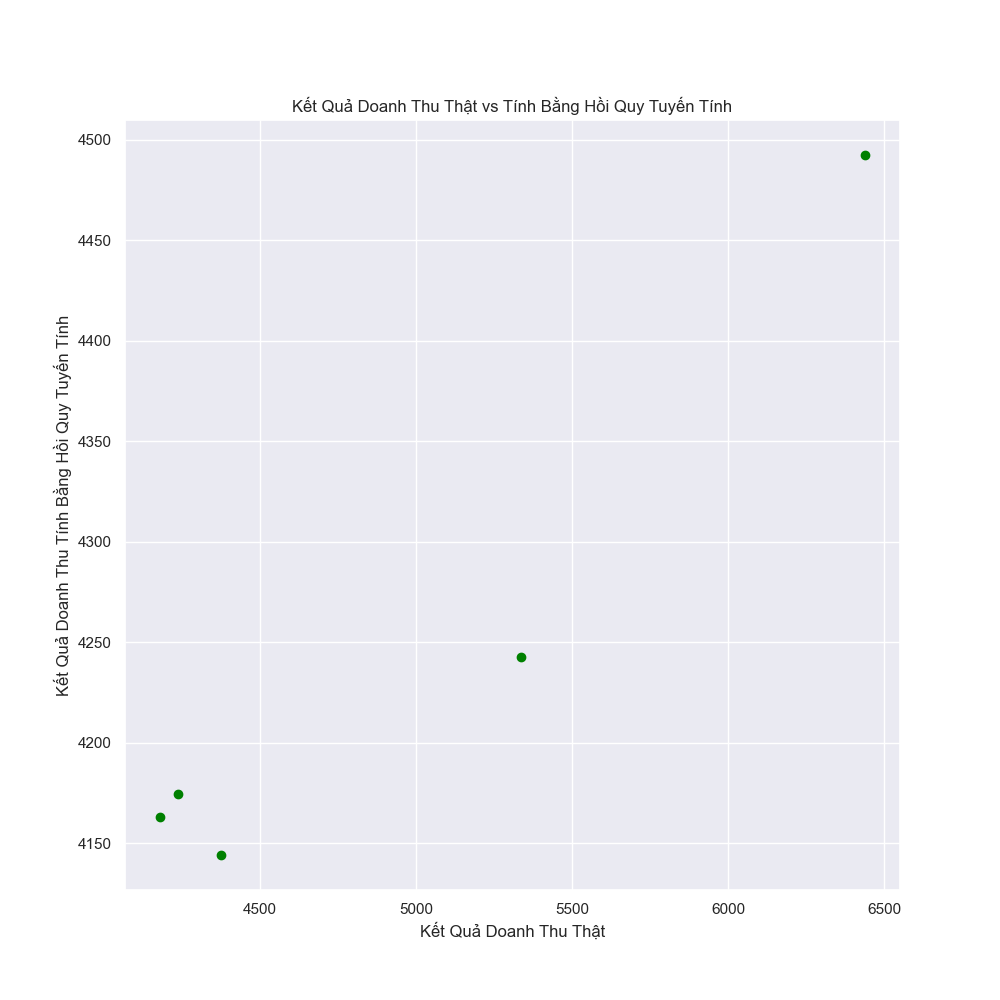 Kết Quả Doanh Thu Thật vs Tính Bằng Hồi Quy Tuyến Tính
Kết Quả Doanh Thu Tính Bằng Hồi Quy Tuyến Tính
4500
4450
4400
4350
4300
4250
4200
4150
4500 5000 5500 6000 6500
Kết Quả Doanh Thu Thật